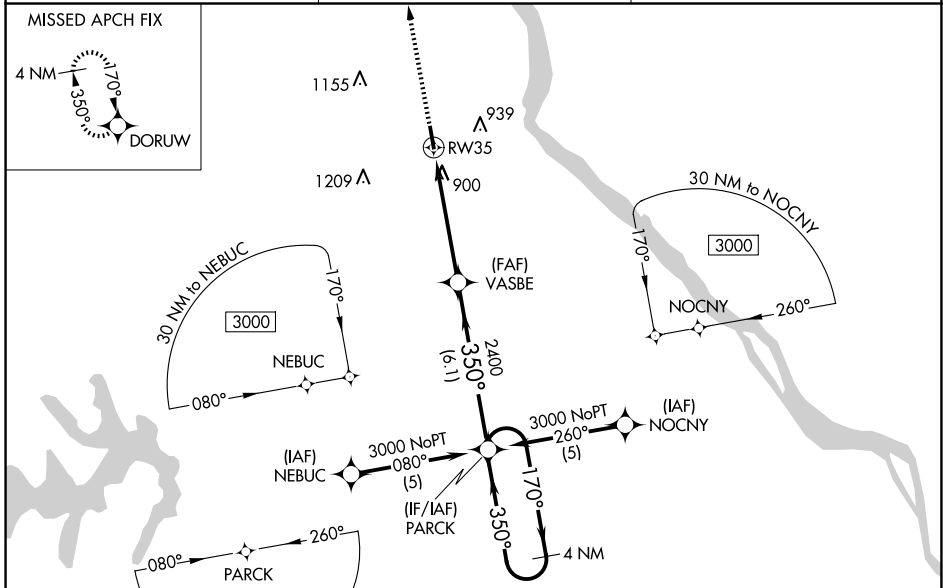 MISSED APCH FIX
4 NM
170°
350°
DORUW
1155
939
RW35
1209
900
30 NM to NOCNY
3000
170°
NOCNY
260°
(FAF)
VASBE
30 NM to NEBUC
3000
170°
NEBUC
080°
2400
350°
(6.1)
(IAF)
NOCNY
3000 NoPT
260°
(5)
3000 NoPT
080°
(5)
(IAF)
NEBUC
(IF/IAF)
PARCK
170°
350°
4 NM
080°
260°
PARCK